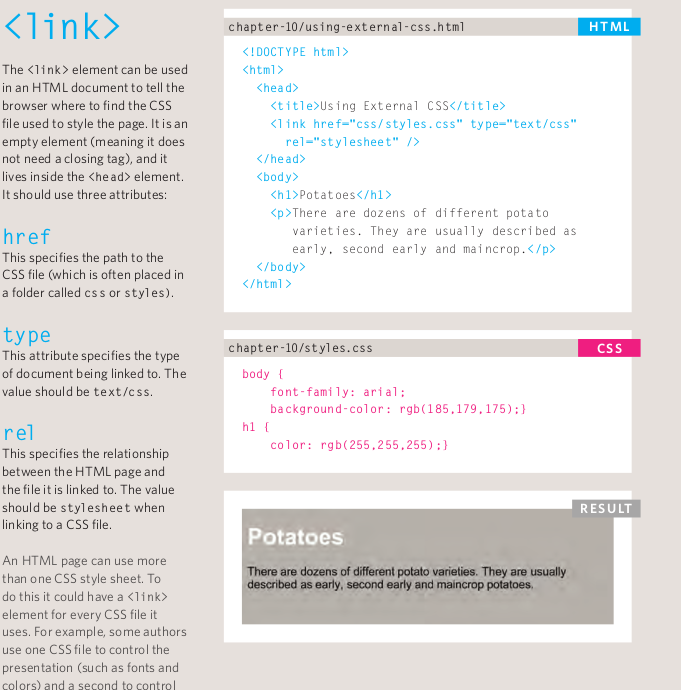 <link>
The <link> element can be used
in an HTML document to tell the
browser where to find the CSS
file used to style the page. It is an
empty element (meaning it does
not need a closing tag), and it
lives inside the <head> element.
It should use three attributes:
href
This specifies the path to the
CSS file (which is often placed in
a folder called css or styles).
type
This attribute specifies the type
of document being linked to. The
value should be text/css.
rel
This specifies the relationship
between the HTML page and
the file it is linked to. The value
should be stylesheet when
linking to a CSS file.
An HTML page can use more
than one CSS style sheet. To
do this it could have a <link>
element for every CSS file it
uses. For example, some authors
use one CSS file to control the
presentation (such as fonts and
colors) and a second to control
chapter-10/using-external-css.html HTML
<!DOCTYPE html>
<html>
<head>
<title>Using External CSS</title>
<link href="css/styles.css" type="text/css"
rel="stylesheet" />
</head>
<body>
<h1>Potatoes</h1>
<p>There are dozens of different potato
varieties. They are usually described as
early, second early and maincrop.</p>
</body>
</html>
chapter-10/styles.css CSS
body {
font-family: arial;
background-color: rgb(185,179,175);}
h1 {
color: rgb(255,255,255);}
RESULT
Potatoes
There are dozens of different potato varieties. They are usually
described as early, second early and maincrop potatoes.